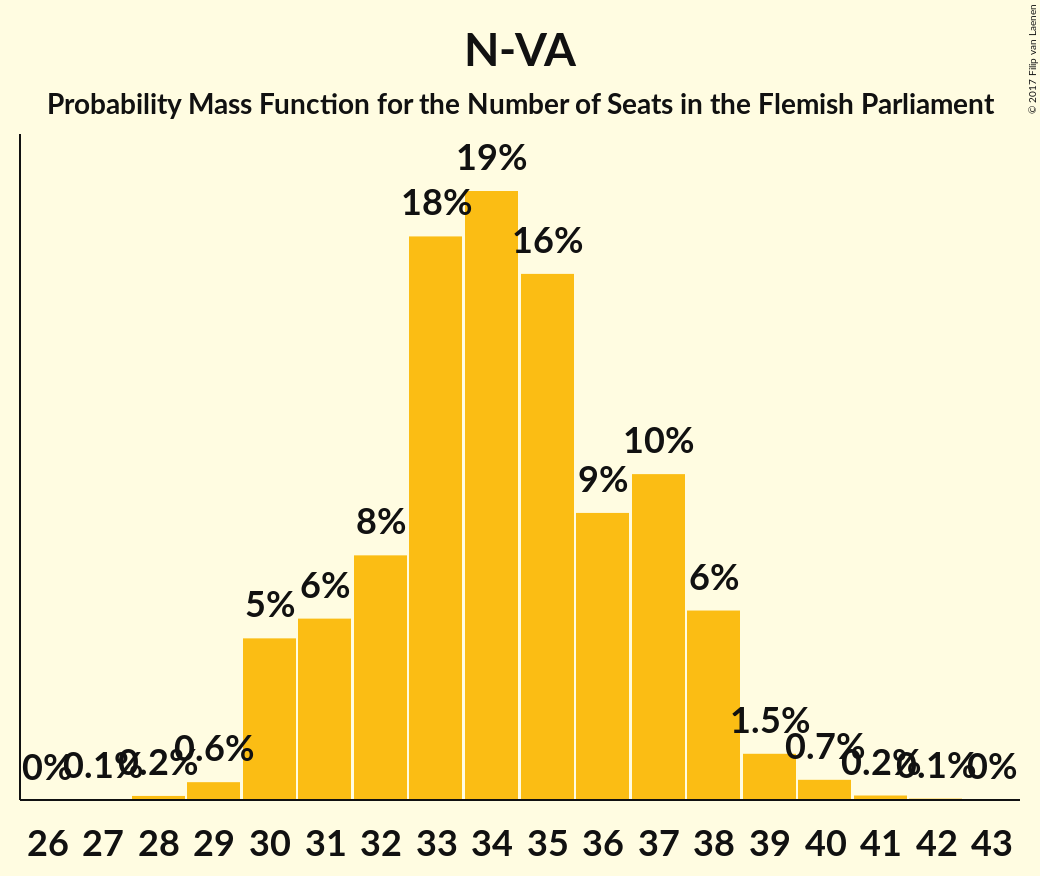 N-VA
Probability Mass Function for the Number of Seats in the Flemish Parliament
© 2017 Filip van Laenen
0% 0.1% 0.2% 0.6% 5% 6% 8% 18% 19% 16% 9% 10% 6% 1.5% 0.7% 0.2% 0.1% 0%
26 27 28 29 30 31 32 33 34 35 36 37 38 39 40 41 42 43